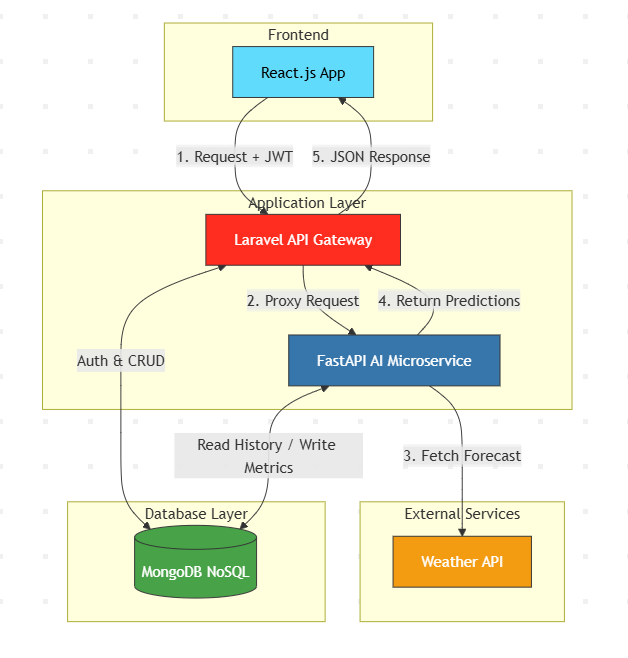 Frontend
React.js App
1. Request + JWT
5. JSON Response
Application Layer
Laravel API Gateway
2. Proxy Request
4. Return Predictions
Auth & CRUD
FastAPI AI Microservice
Read History / Write
Metrics
3. Fetch Forecast
Database Layer
MongoDB NoSQL
External Services
Weather API